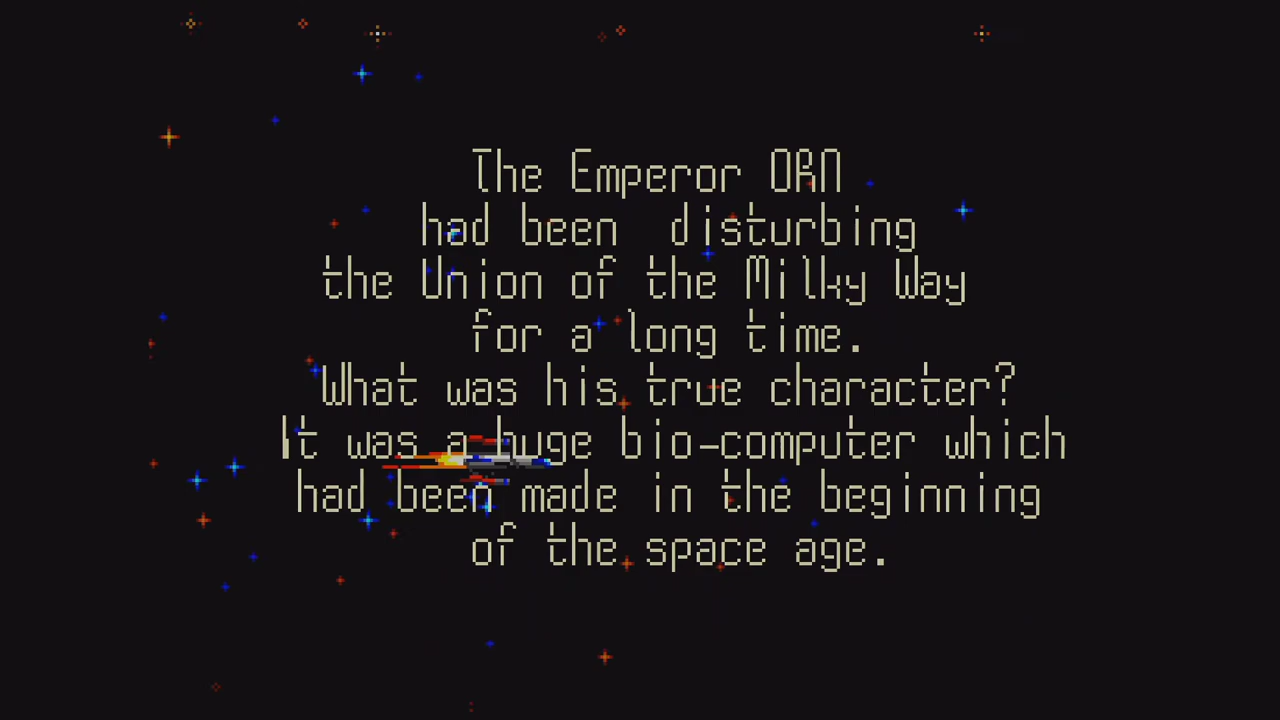 The Emperor ORN
had been disturbing
the Union of the Milky Way
for a long time.
What was his true character?
It was a huge bio-computer which
had been made in the beginning
of the space age.